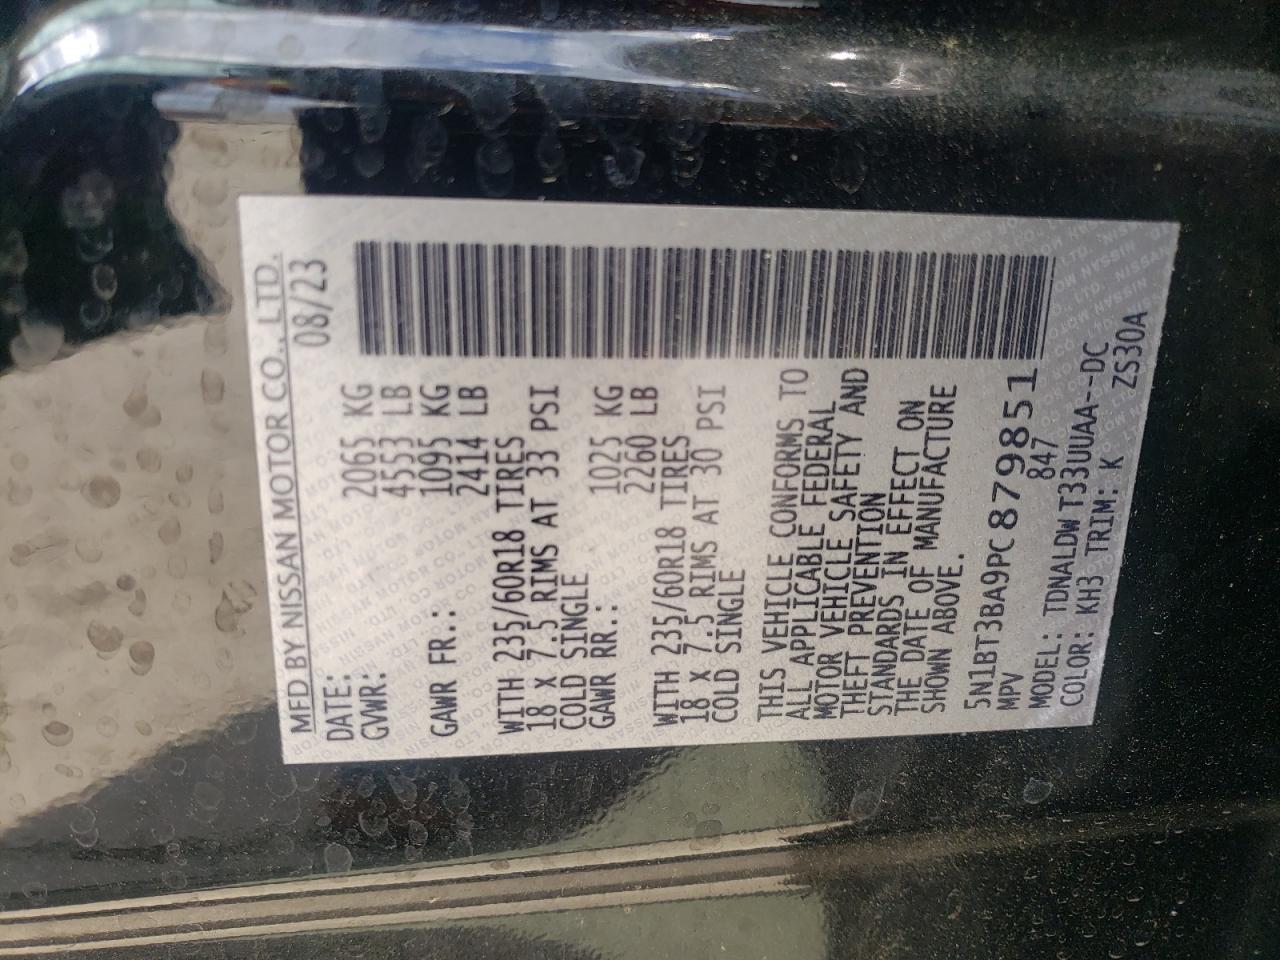 MFD BY NISSAN MOTOR CO., LTD.
DATE: 08/23
GVWR: 2065 KG
4553 LB
GAWR FR.: 1095 KG
2414 LB
WITH 235/60R18 TIRES
18 x 7.5 RIMS AT 33 PSI
COLD SINGLE
GAWR RR.: 1025 KG
2260 LB
WITH 235/60R18 TIRES
18 x 7.5 RIMS AT 30 PSI
COLD SINGLE
THIS VEHICLE CONFORMS TO
ALL APPLICABLE FEDERAL
MOTOR VEHICLE SAFETY AND
THEFT PREVENTION
STANDARDS IN EFFECT ON
THE DATE OF MANUFACTURE
SHOWN ABOVE.
5N1BT3BA9PC879851
MPV 847
MODEL: TDNALDW T33UUAA--DC
COLOR: KH3 TRIM: K ZS30A